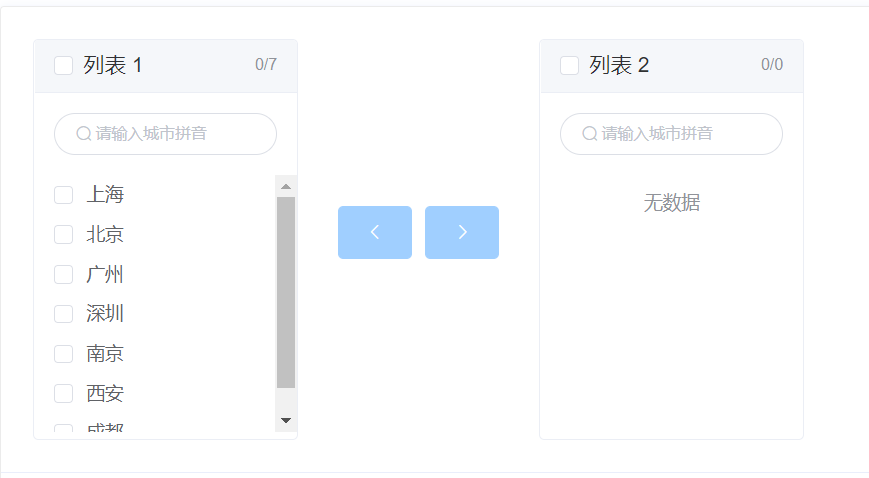 列表 1 0/7
请输入城市拼音
上海
北京
广州
深圳
南京
西安
成都
列表 2 0/0
请输入城市拼音
无数据